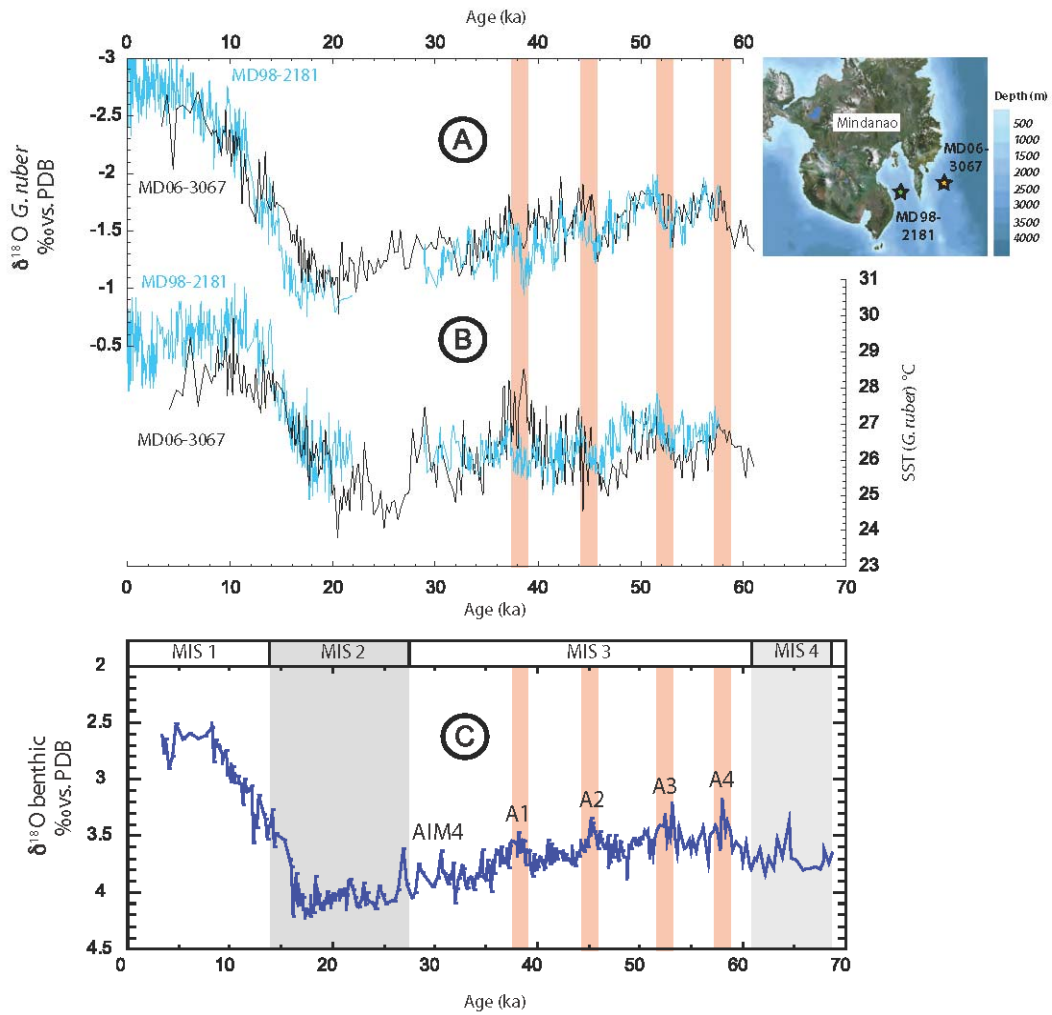 Age (ka)
0 10 20 30 40 50 60
-3
-2.5
-2
-1.5
-1
-0.5
δ¹⁸O G. ruber
‰ vs. PDB
MD98-2181
MD06-3067
A
Mindanao
MD06-
3067
MD98-
2181
Depth (m)
500
1000
1500
2000
2500
3000
3500
4000
MD98-2181
MD06-3067
B
31
30
29
28
27
26
25
24
23
SST (G. ruber) °C
0 10 20 30 40 50 60 70
Age (ka)
MIS 1 MIS 2 MIS 3 MIS 4
2
2.5
3
3.5
4
4.5
δ¹⁸O benthic
‰ vs. PDB
C
AIM4 A1 A2 A3 A4
0 10 20 30 40 50 60 70
Age (ka)